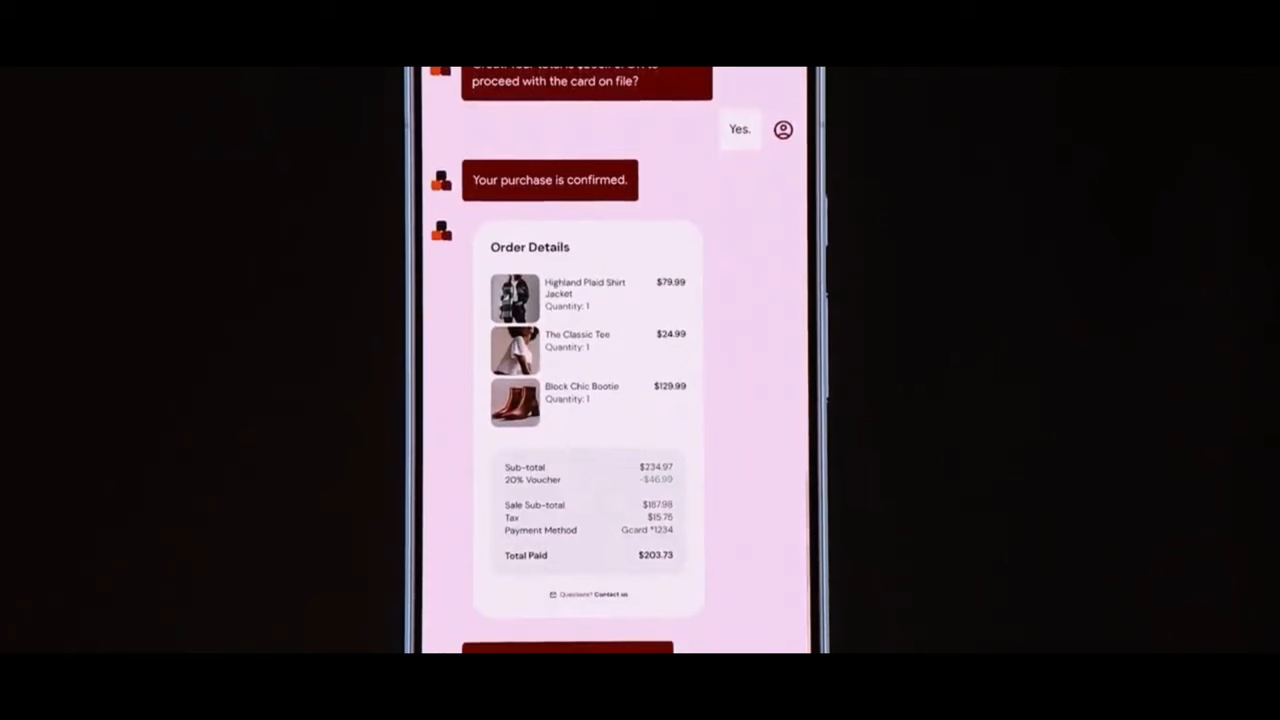 proceed with the card on file?
Yes.
Your purchase is confirmed.
Order Details
Highland Plaid Shirt $79.99
Jacket
Quantity: 1
The Classic Tee $24.99
Quantity: 1
Block Chic Bootie $129.99
Quantity: 1
Sub-total $234.97
20% Voucher -$46.99
Sale Sub-total $187.98
Tax $15.76
Payment Method Gcard *1234
Total Paid $203.73
Questions? Contact us